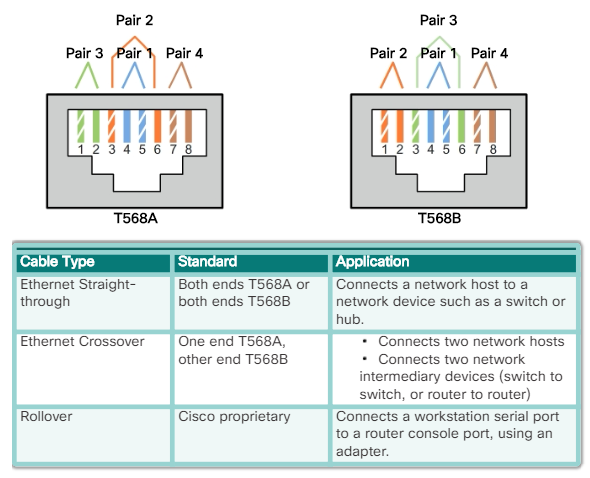 Pair 2
Pair 3 Pair 1 Pair 4
1 2 3 4 5 6 7 8
T568A
Pair 3
Pair 2 Pair 1 Pair 4
1 2 3 4 5 6 7 8
T568B
Cable Type Standard Application
Ethernet Straight-
through
Both ends T568A or
both ends T568B
Connects a network host to a
network device such as a switch or
hub.
Ethernet Crossover
One end T568A,
other end T568B
• Connects two network hosts
• Connects two network
intermediary devices (switch to
switch, or router to router)
Rollover
Cisco proprietary
Connects a workstation serial port
to a router console port, using an
adapter.